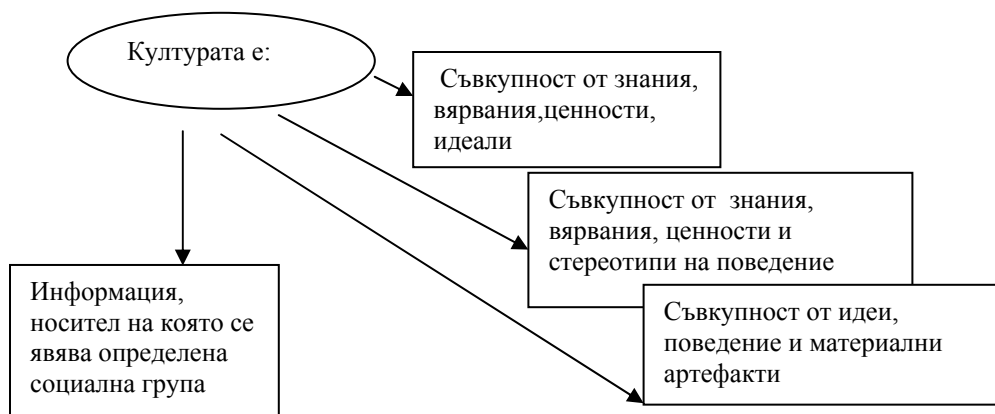 Културата е:
Съвкупност от знания,
вярвания,ценности,
идеали
Съвкупност от знания,
вярвания, ценности и
стереотипи на поведение
Информация,
носител на която се
явява определена
социална група
Съвкупност от идеи,
поведение и материални
артефакти